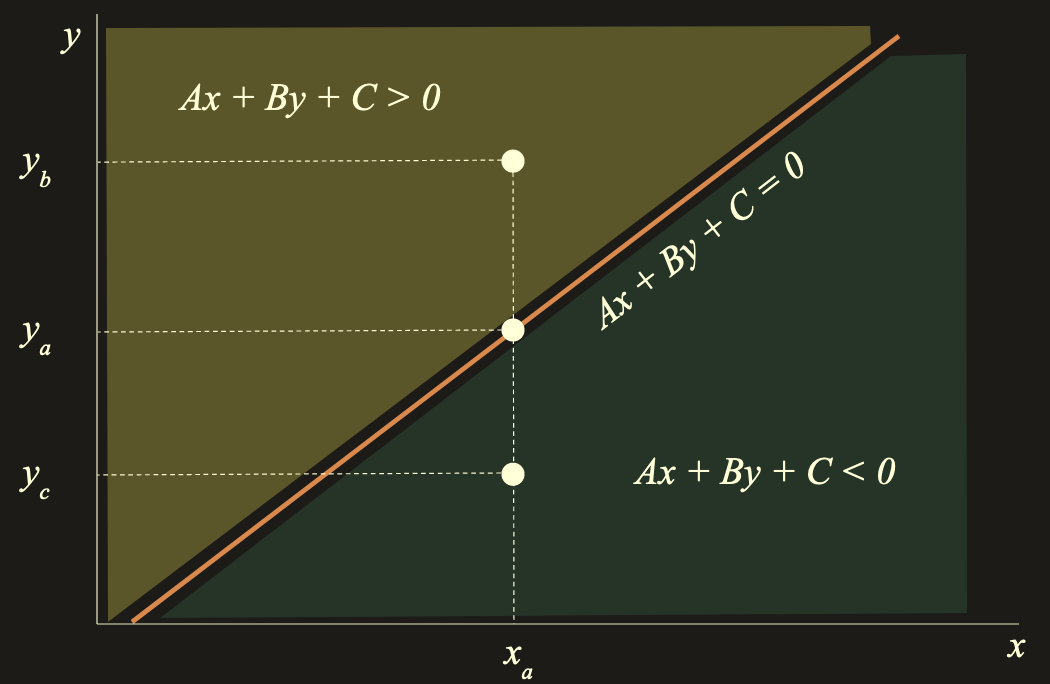 y
Ax + By + C > 0
y_b
Ax + By + C = 0
y_a
y_c
Ax + By + C < 0
x_a
x